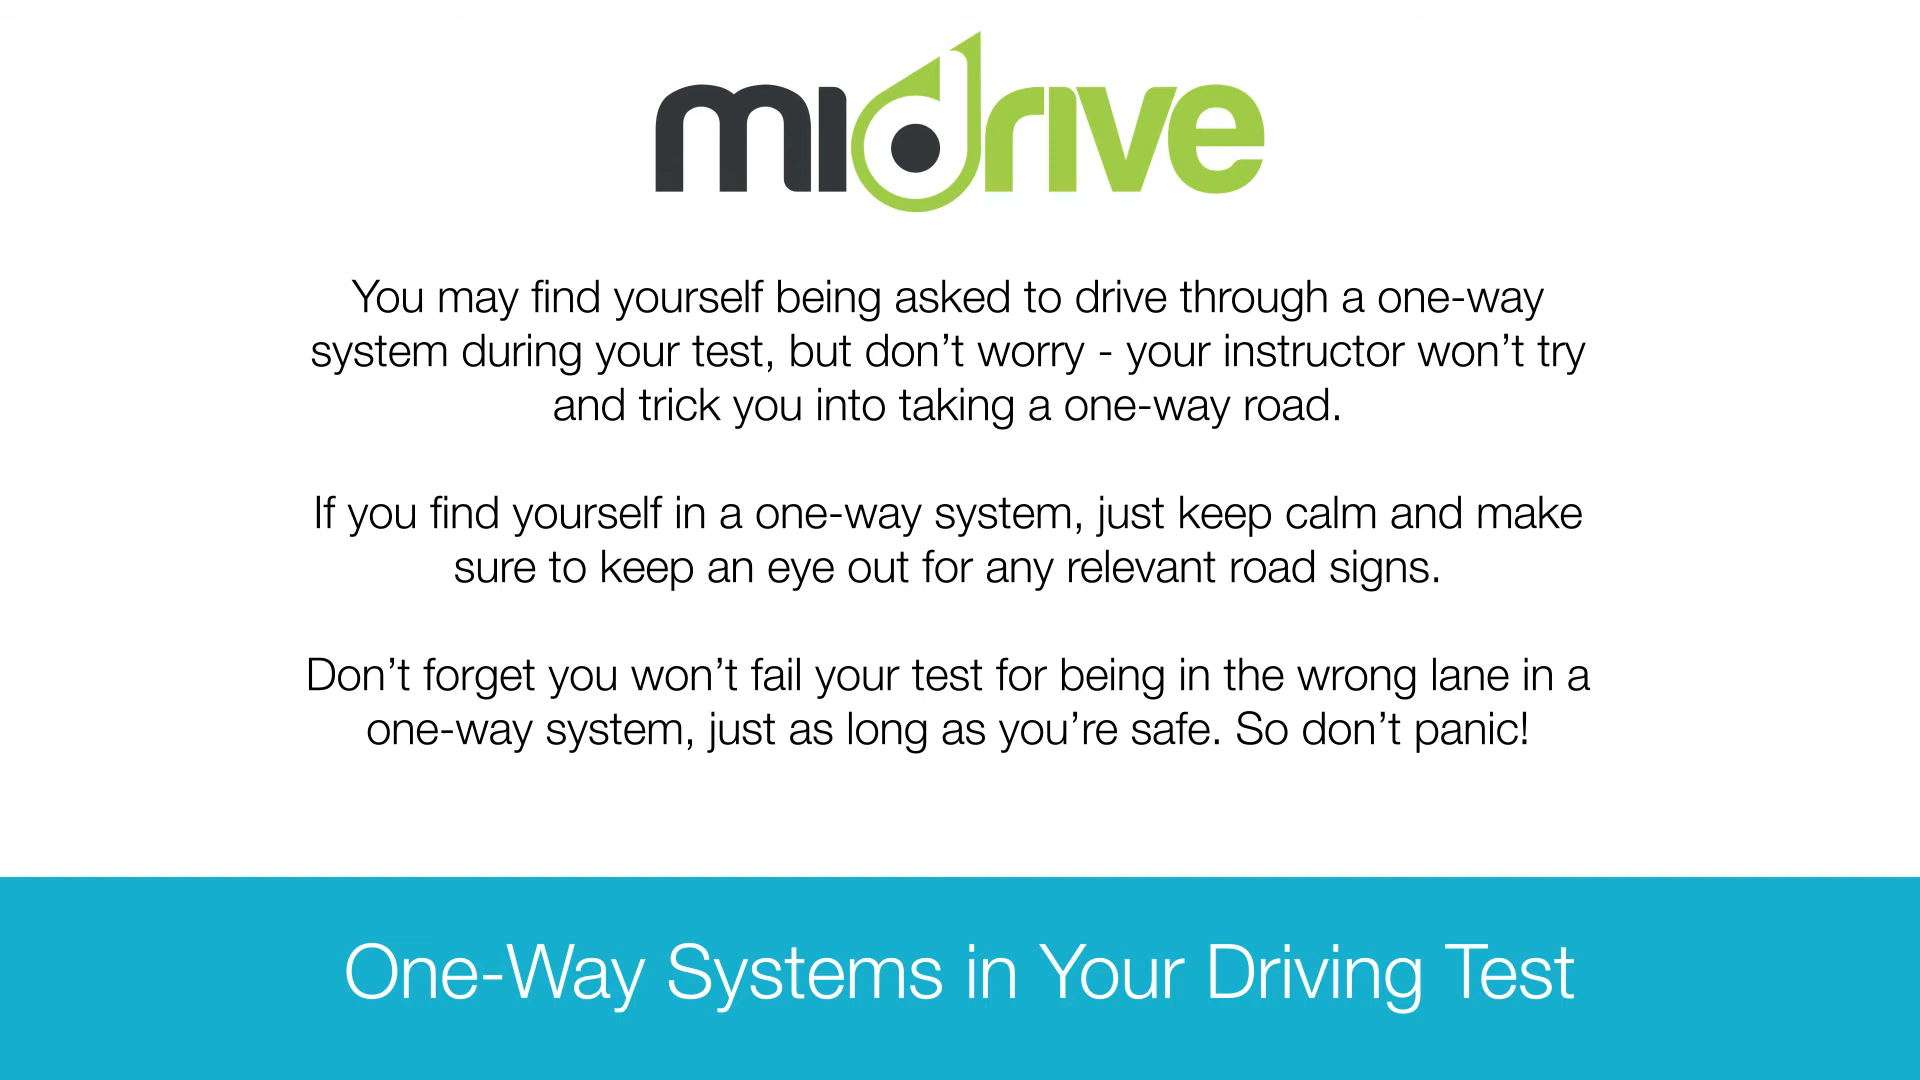 midrive
You may find yourself being asked to drive through a one-way
system during your test, but don’t worry - your instructor won’t try
and trick you into taking a one-way road.
If you find yourself in a one-way system, just keep calm and make
sure to keep an eye out for any relevant road signs.
Don’t forget you won’t fail your test for being in the wrong lane in a
one-way system, just as long as you’re safe. So don’t panic!
One-Way Systems in Your Driving Test